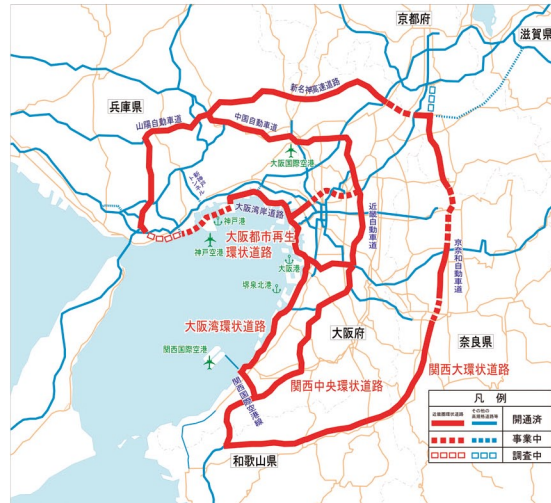 京都府
滋賀県
兵庫県
新名神高速道路
山陽自動車道
中国自動車道
大阪国際空港
大阪湾岸道路
神戸港
神戸空港
大阪都市再生
環状道路
大阪港
堺泉北港
近畿自動車道
京奈和自動車道
大阪湾環状道路
大阪府
奈良県
関西国際空港
関西国際空港線
関西中央環状道路
関西大環状道路
和歌山県
凡 例
近畿圏環状道路
その他の
高規格道路等
開通済
事業中
調査中